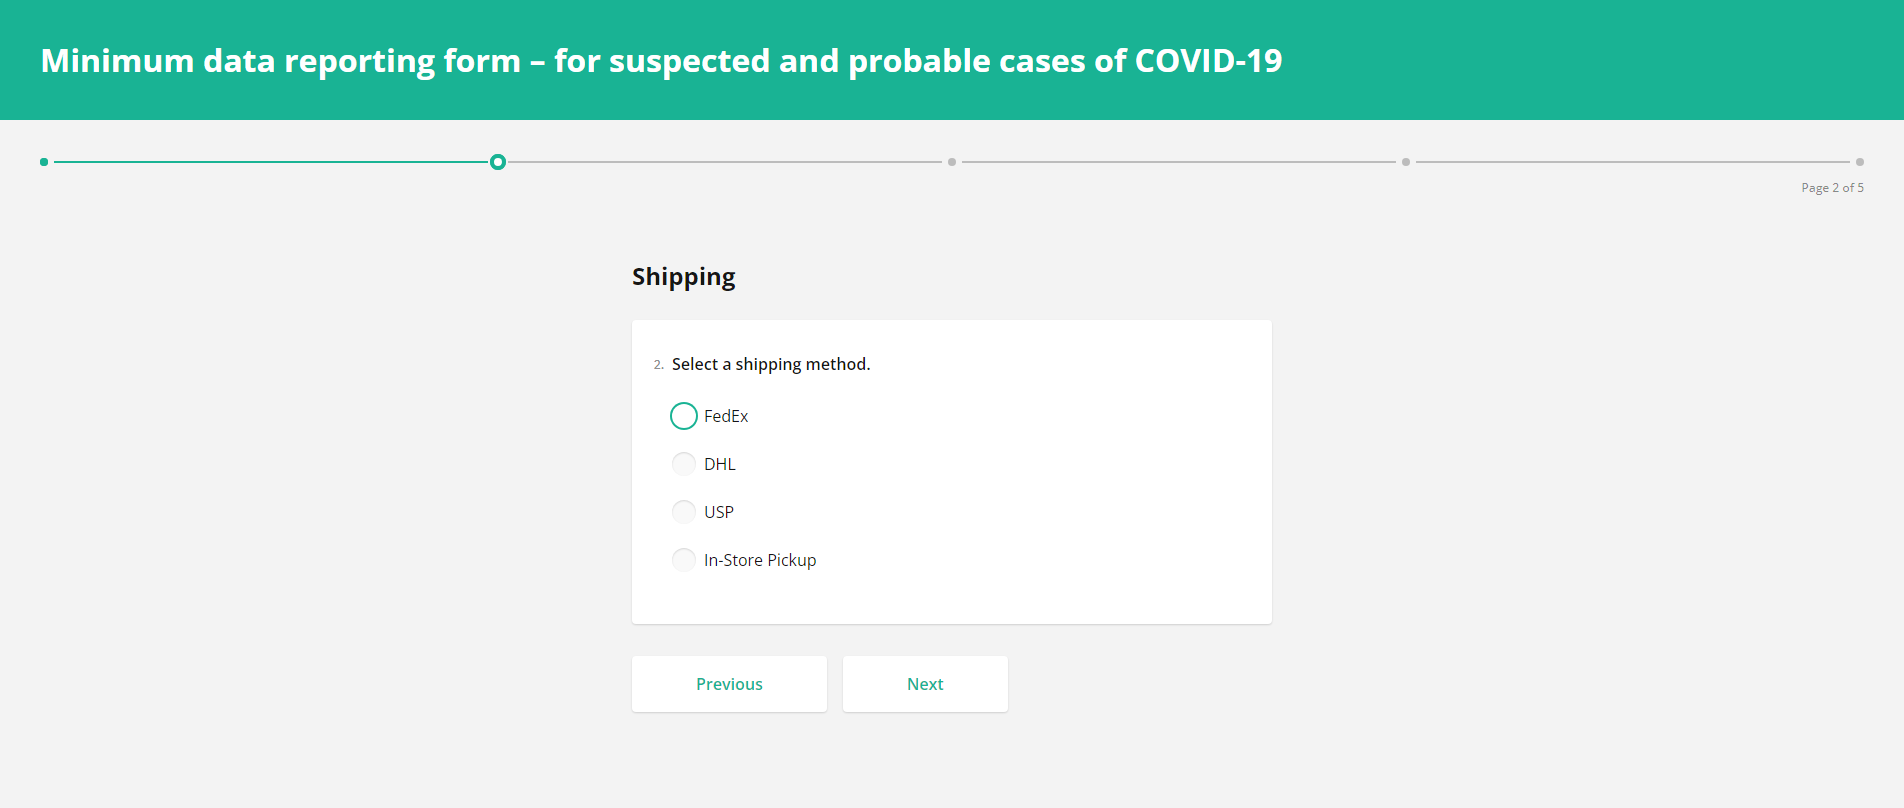 Minimum data reporting form – for suspected and probable cases of COVID-19
Page 2 of 5
Shipping
2. Select a shipping method.
FedEx
DHL
USP
In-Store Pickup
Previous Next